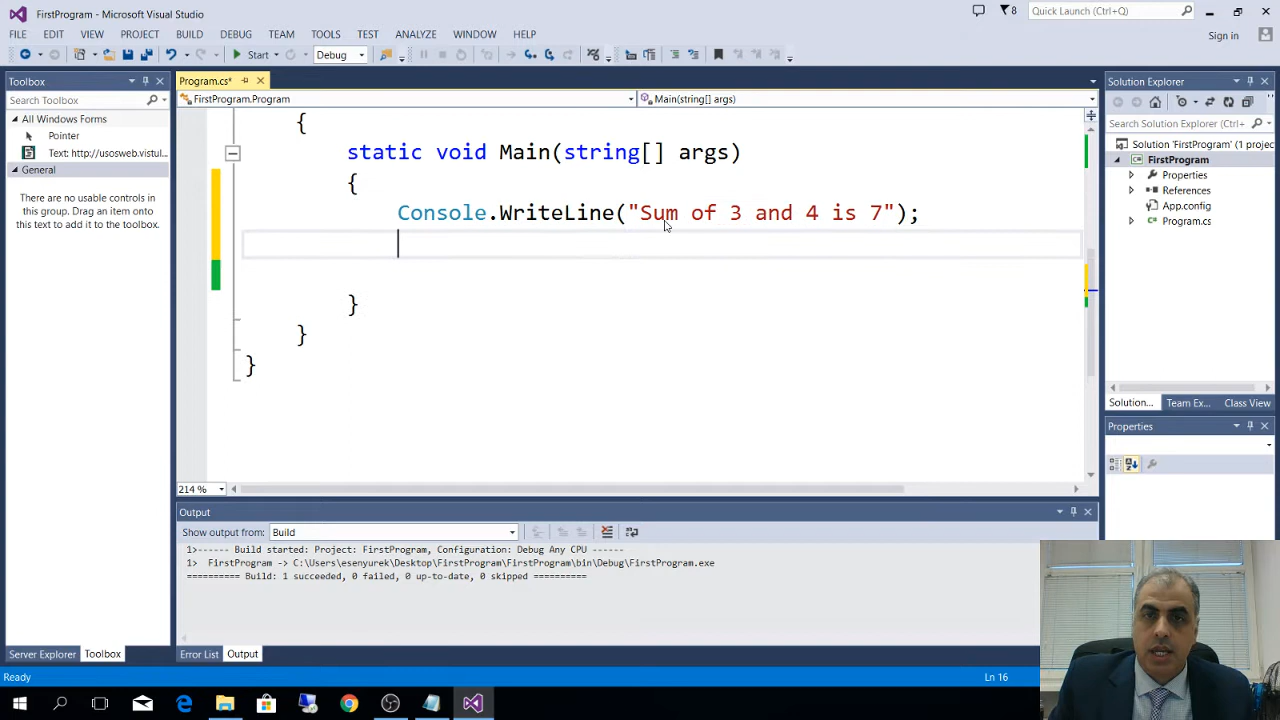 FirstProgram - Microsoft Visual Studio
8
Quick Launch (Ctrl+Q)
FILE EDIT VIEW PROJECT BUILD DEBUG TEAM TOOLS TEST ANALYZE WINDOW HELP
Sign in
Start
Debug
Toolbox
Search Toolbox
All Windows Forms
Pointer
Text: http://usosweb.vistul...
General
There are no usable controls in
this group. Drag an item onto
this text to add it to the toolbox.
Server Explorer
Toolbox
Program.cs*
FirstProgram.Program
Main(string[] args)
{
static void Main(string[] args)
{
Console.WriteLine("Sum of 3 and 4 is 7");
}
}
}
214 %
Output
Show output from: Build
1>------ Build started: Project: FirstProgram, Configuration: Debug Any CPU ------
1> FirstProgram -> C:\Users\esenyurek\Desktop\FirstProgram\FirstProgram\bin\Debug\FirstProgram.exe
========== Build: 1 succeeded, 0 failed, 0 up-to-date, 0 skipped ==========
Error List
Output
Solution Explorer
Search Solution Explorer (Ctrl+
Solution 'FirstProgram' (1 projec
FirstProgram
Properties
References
App.config
Program.cs
Solution...
Team Ex...
Class View
Properties
Ready
Ln 16